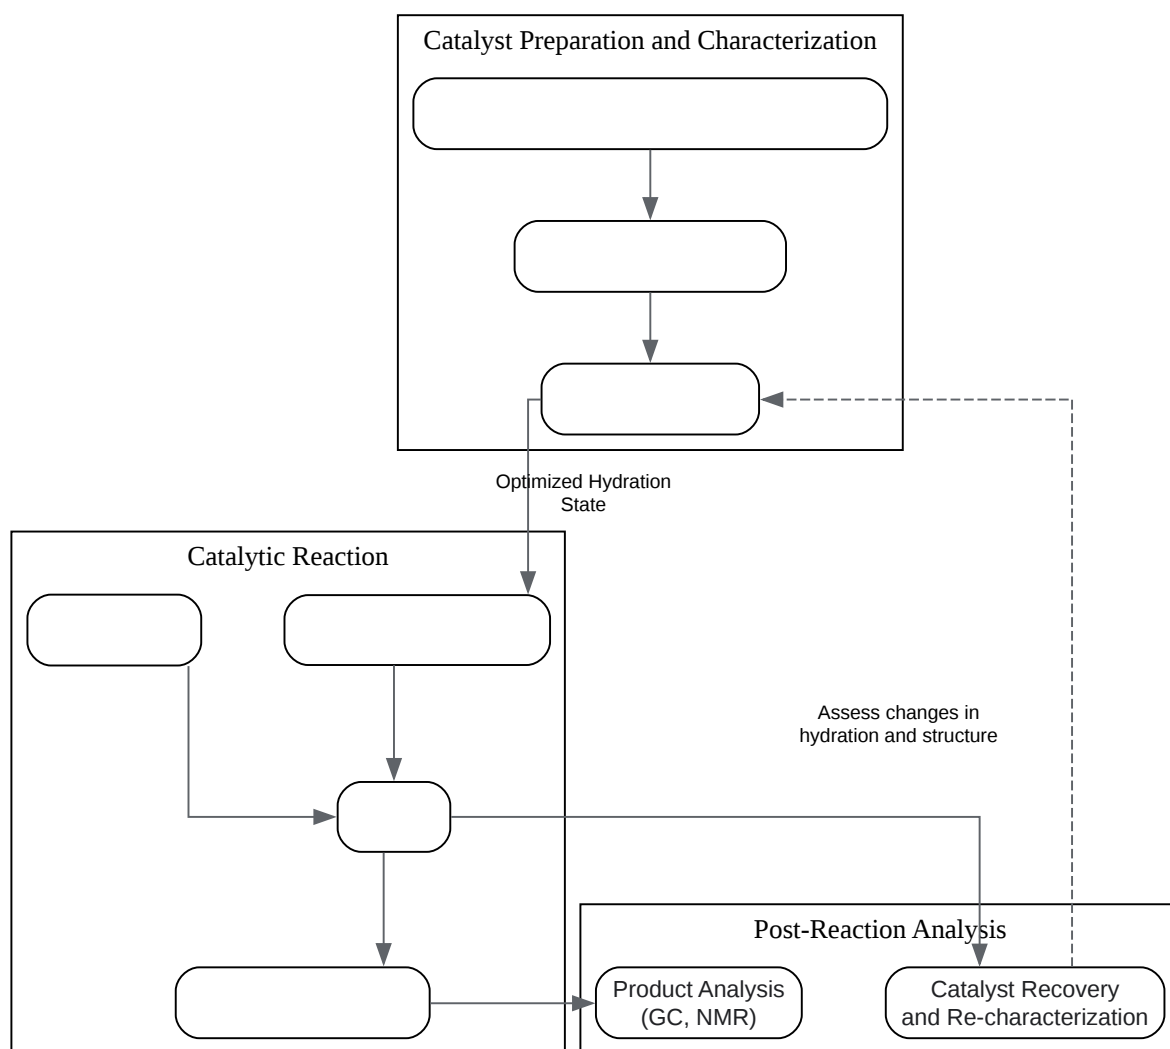 Catalyst Preparation and Characterization
Optimized Hydration
State
Catalytic Reaction
Assess changes in
hydration and structure
Post-Reaction Analysis
Product Analysis
(GC, NMR)
Catalyst Recovery
and Re-characterization